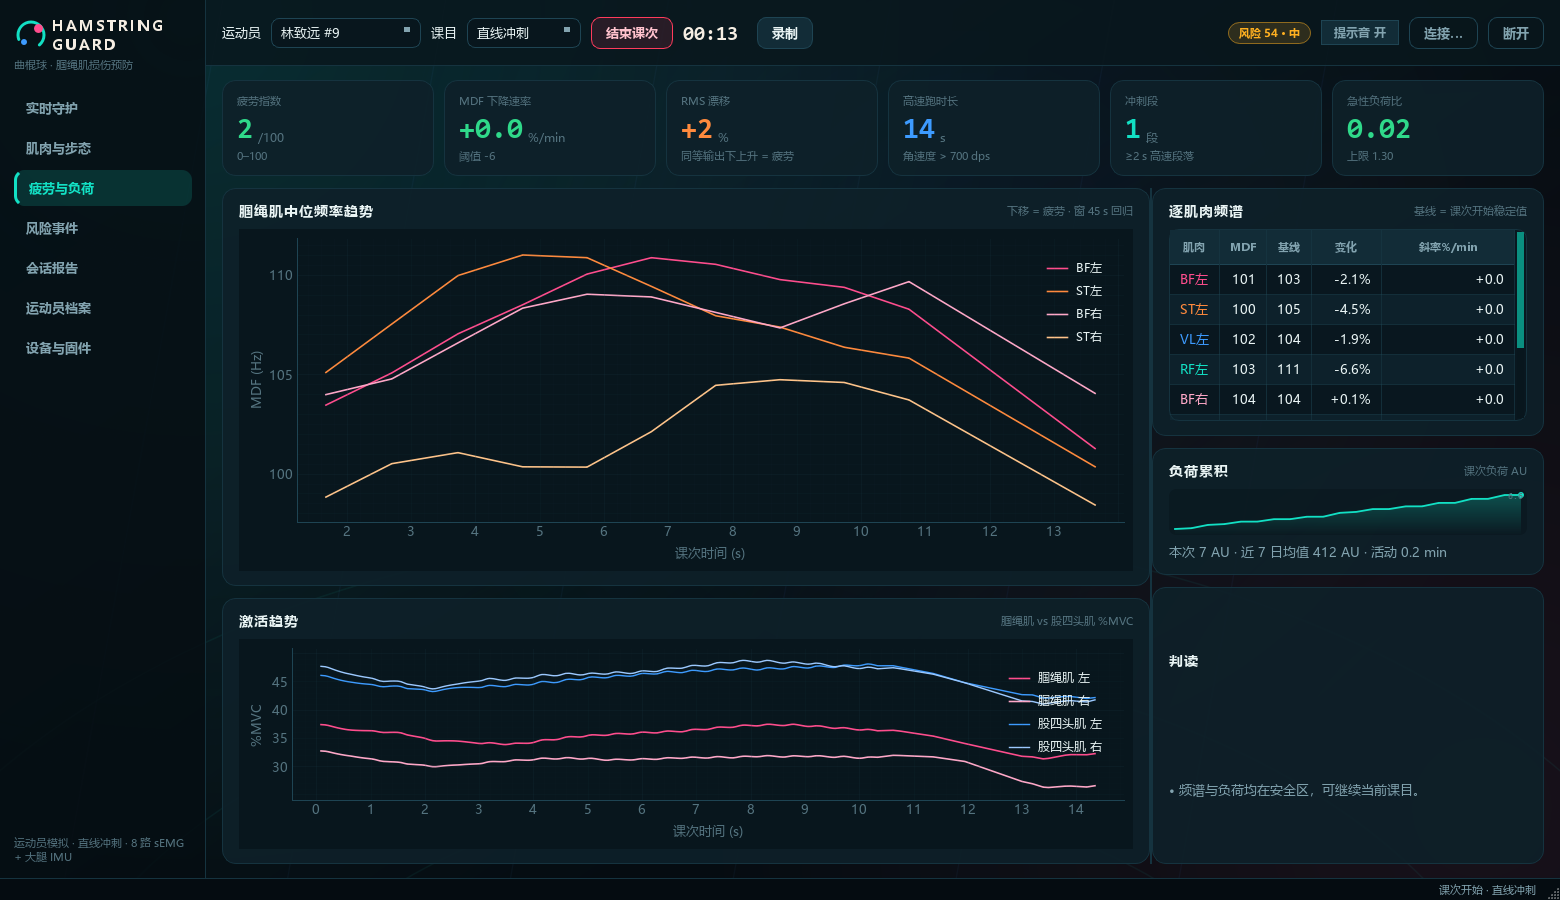 HAMSTRING
GUARD
曲棍球 · 腘绳肌损伤预防
实时守护
肌肉与步态
疲劳与负荷
风险事件
会话报告
运动员档案
设备与固件
运动员模拟 · 直线冲刺 · 8 路 sEMG
+ 大腿 IMU
运动员 林致远 #9 课目 直线冲刺 结束课次 00:13 录制 风险 54 • 中 提示音 开 连接... 断开
疲劳指数
2 /100
0–100
MDF 下降速率
+0.0 %/min
阈值 -6
RMS 漂移
+2 %
同等输出下上升 = 疲劳
高速跑时长
14 s
角速度 > 700 dps
冲刺段
1 段
≥2 s 高速段落
急性负荷比
0.02
上限 1.30
腘绳肌中位频率趋势 下移 = 疲劳 · 窗 45 s 回归
MDF (Hz)
110
105
100
BF左
ST左
BF右
ST右
2 3 4 5 6 7 8 9 10 11 12 13
课次时间 (s)
激活趋势 腘绳肌 vs 股四头肌 %MVC
%MVC
45
40
35
30
腘绳肌 左
腘绳肌 右
股四头肌 左
股四头肌 右
0 1 2 3 4 5 6 7 8 9 10 11 12 13 14
课次时间 (s)
逐肌肉频谱 基线 = 课次开始稳定值
肌肉 MDF 基线 变化 斜率%/min
BF左 101 103 -2.1% +0.0
ST左 100 105 -4.5% +0.0
VL左 102 104 -1.9% +0.0
RF左 103 111 -6.6% +0.0
BF右 104 104 +0.1% +0.0
负荷累积 课次负荷 AU
本次 7 AU · 近 7 日均值 412 AU · 活动 0.2 min
判读
• 频谱与负荷均在安全区，可继续当前课目。
课次开始 · 直线冲刺